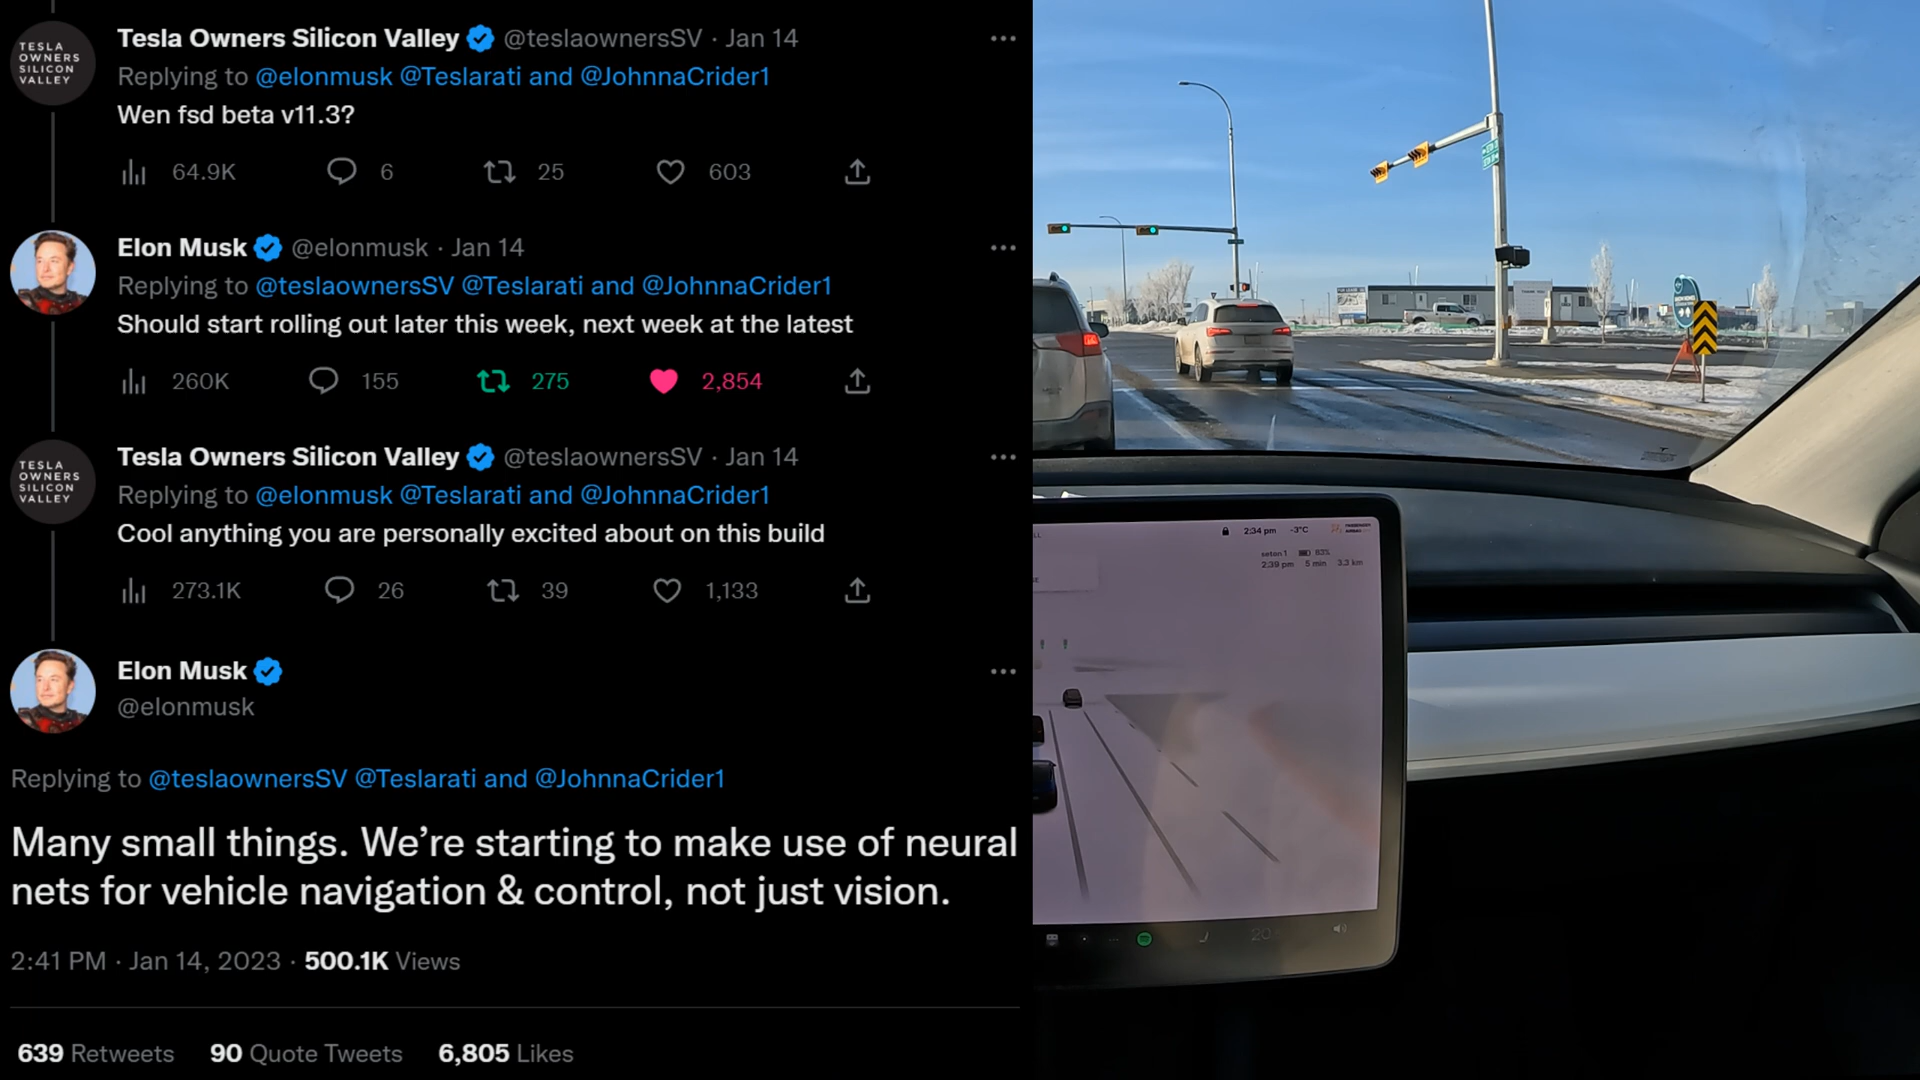 TESLA
OWNERS
SILICON
VALLEY
Tesla Owners Silicon Valley @teslaownersSV · Jan 14
Replying to @elonmusk @Teslarati and @JohnnaCrider1
Wen fsd beta v11.3?
64.9K 6 25 603
Elon Musk @elonmusk · Jan 14
Replying to @teslaownersSV @Teslarati and @JohnnaCrider1
Should start rolling out later this week, next week at the latest
260K 155 275 2,854
TESLA
OWNERS
SILICON
VALLEY
Tesla Owners Silicon Valley @teslaownersSV · Jan 14
Replying to @elonmusk @Teslarati and @JohnnaCrider1
Cool anything you are personally excited about on this build
273.1K 26 39 1,133
Elon Musk
@elonmusk
Replying to @teslaownersSV @Teslarati and @JohnnaCrider1
Many small things. We’re starting to make use of neural
nets for vehicle navigation & control, not just vision.
2:41 PM · Jan 14, 2023 · 500.1K Views
639 Retweets 90 Quote Tweets 6,805 Likes
2:34 pm -3°C
seton 1 83%
2:39 pm 5 min 3.3 km
20